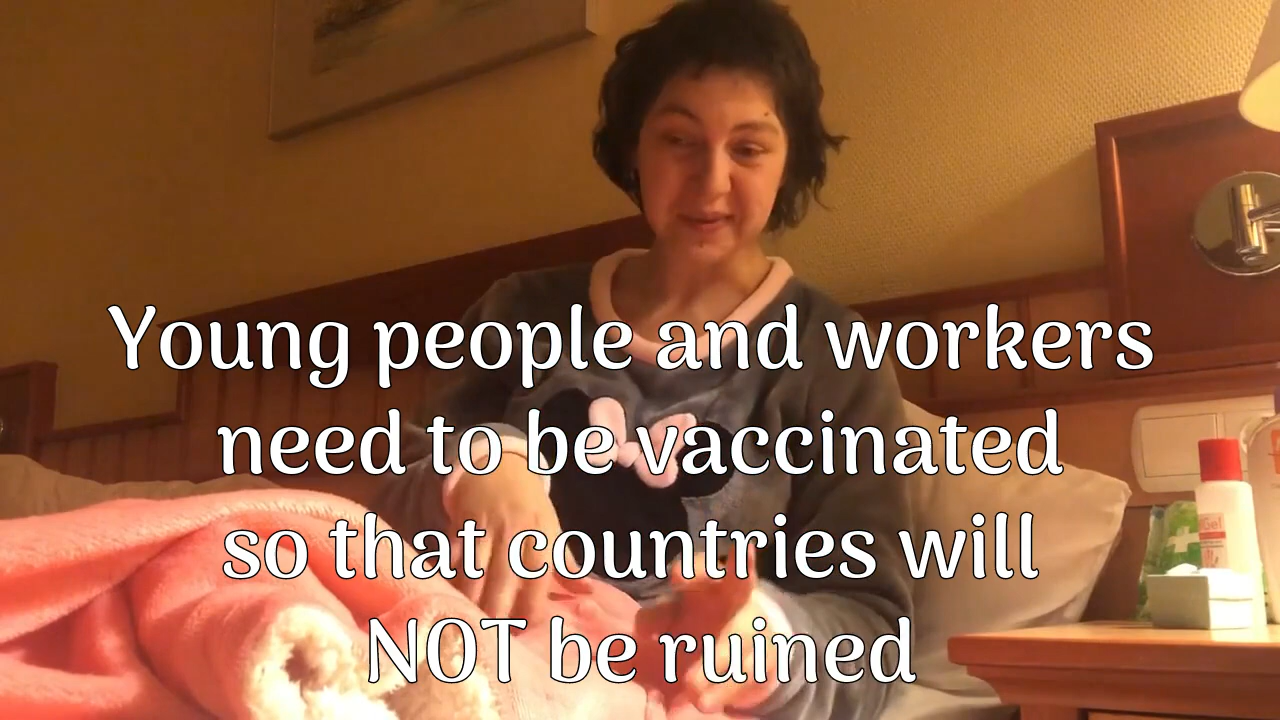 Young people and workers
need to be vaccinated
so that countries will
NOT be ruined
Gel